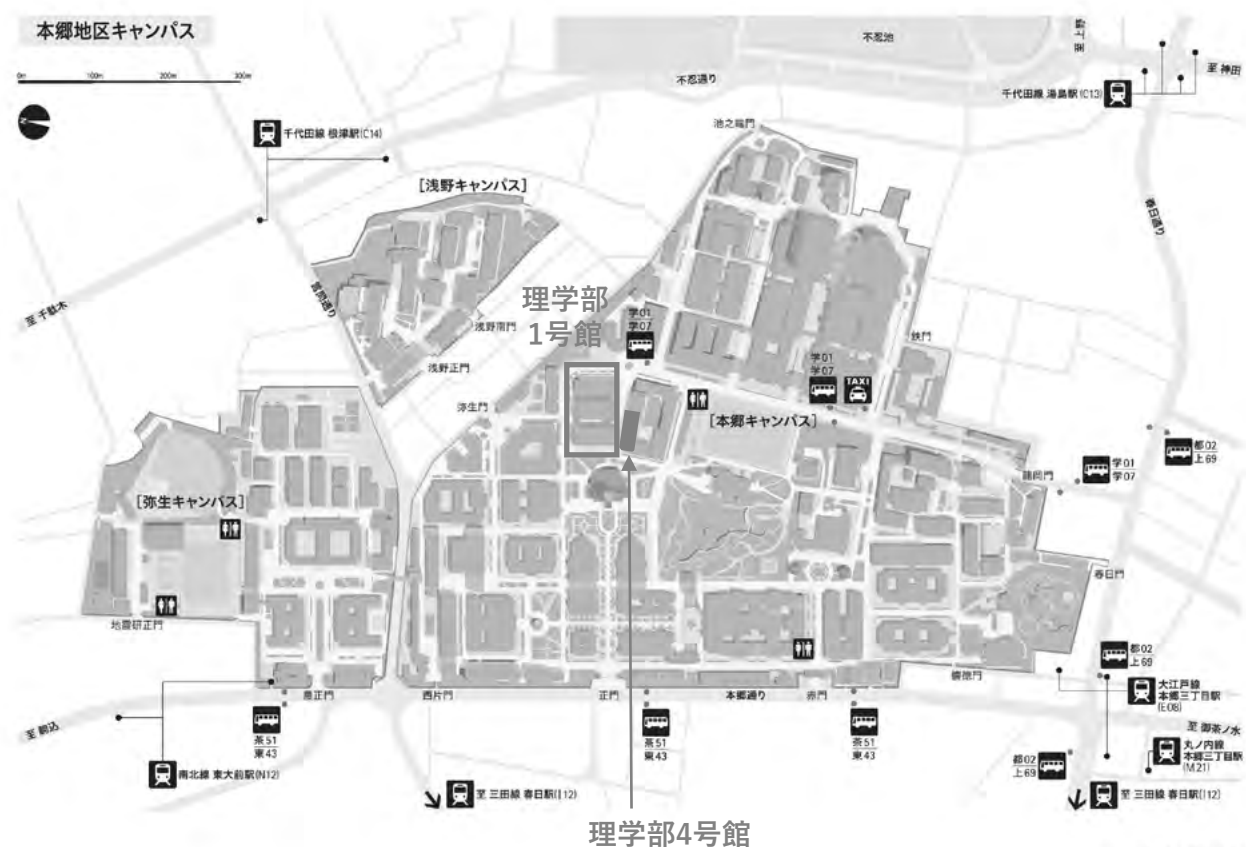 本郷地区キャンパス
0m 100m 200m 300m
N
不忍池
至 上野
至 神田
不忍通り
千代田線 湯島駅(C13)
千代田線 根津駅(C14)
池之端門
[浅野キャンパス]
春日通り
至 千駄木
言問通り
浅野南門
理学部
1号館
学01
学07
鉄門
浅野正門
学01
学07
TAXI
弥生門
[本郷キャンパス]
都02
上69
学01
学07
龍岡門
[弥生キャンパス]
春日門
地震研正門
都02
上69
懐徳門
大江戸線
本郷三丁目駅
(E08)
農正門
西片門
正門
本郷通り
赤門
至 駒込
至 御茶ノ水
茶51
東43
茶51
東43
茶51
東43
丸ノ内線
本郷三丁目駅
(M21)
都02
上69
南北線 東大前駅(N12)
至 三田線 春日駅(I12)
至 三田線 春日駅(I12)
理学部4号館